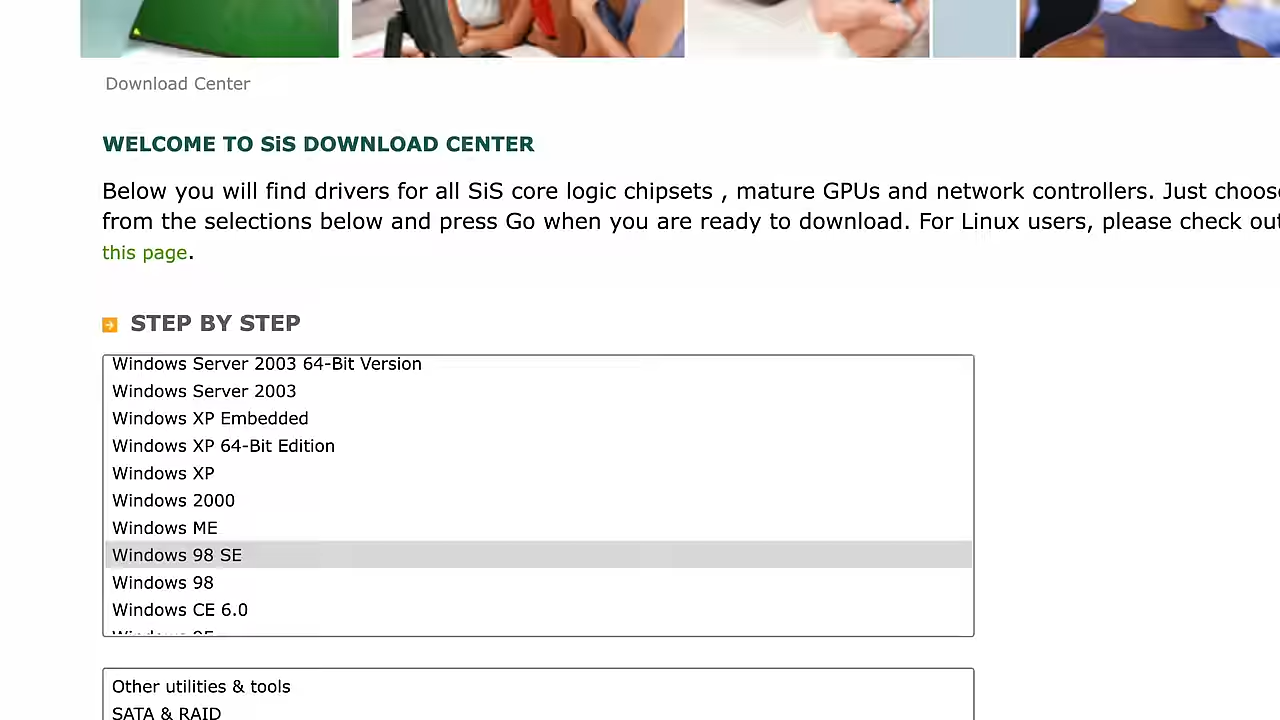 Download Center
WELCOME TO SiS DOWNLOAD CENTER
Below you will find drivers for all SiS core logic chipsets , mature GPUs and network controllers. Just choose
from the selections below and press Go when you are ready to download. For Linux users, please check out
this page.
STEP BY STEP
Windows Server 2003 64-Bit Version
Windows Server 2003
Windows XP Embedded
Windows XP 64-Bit Edition
Windows XP
Windows 2000
Windows ME
Windows 98 SE
Windows 98
Windows CE 6.0
Other utilities & tools
SATA & RAID